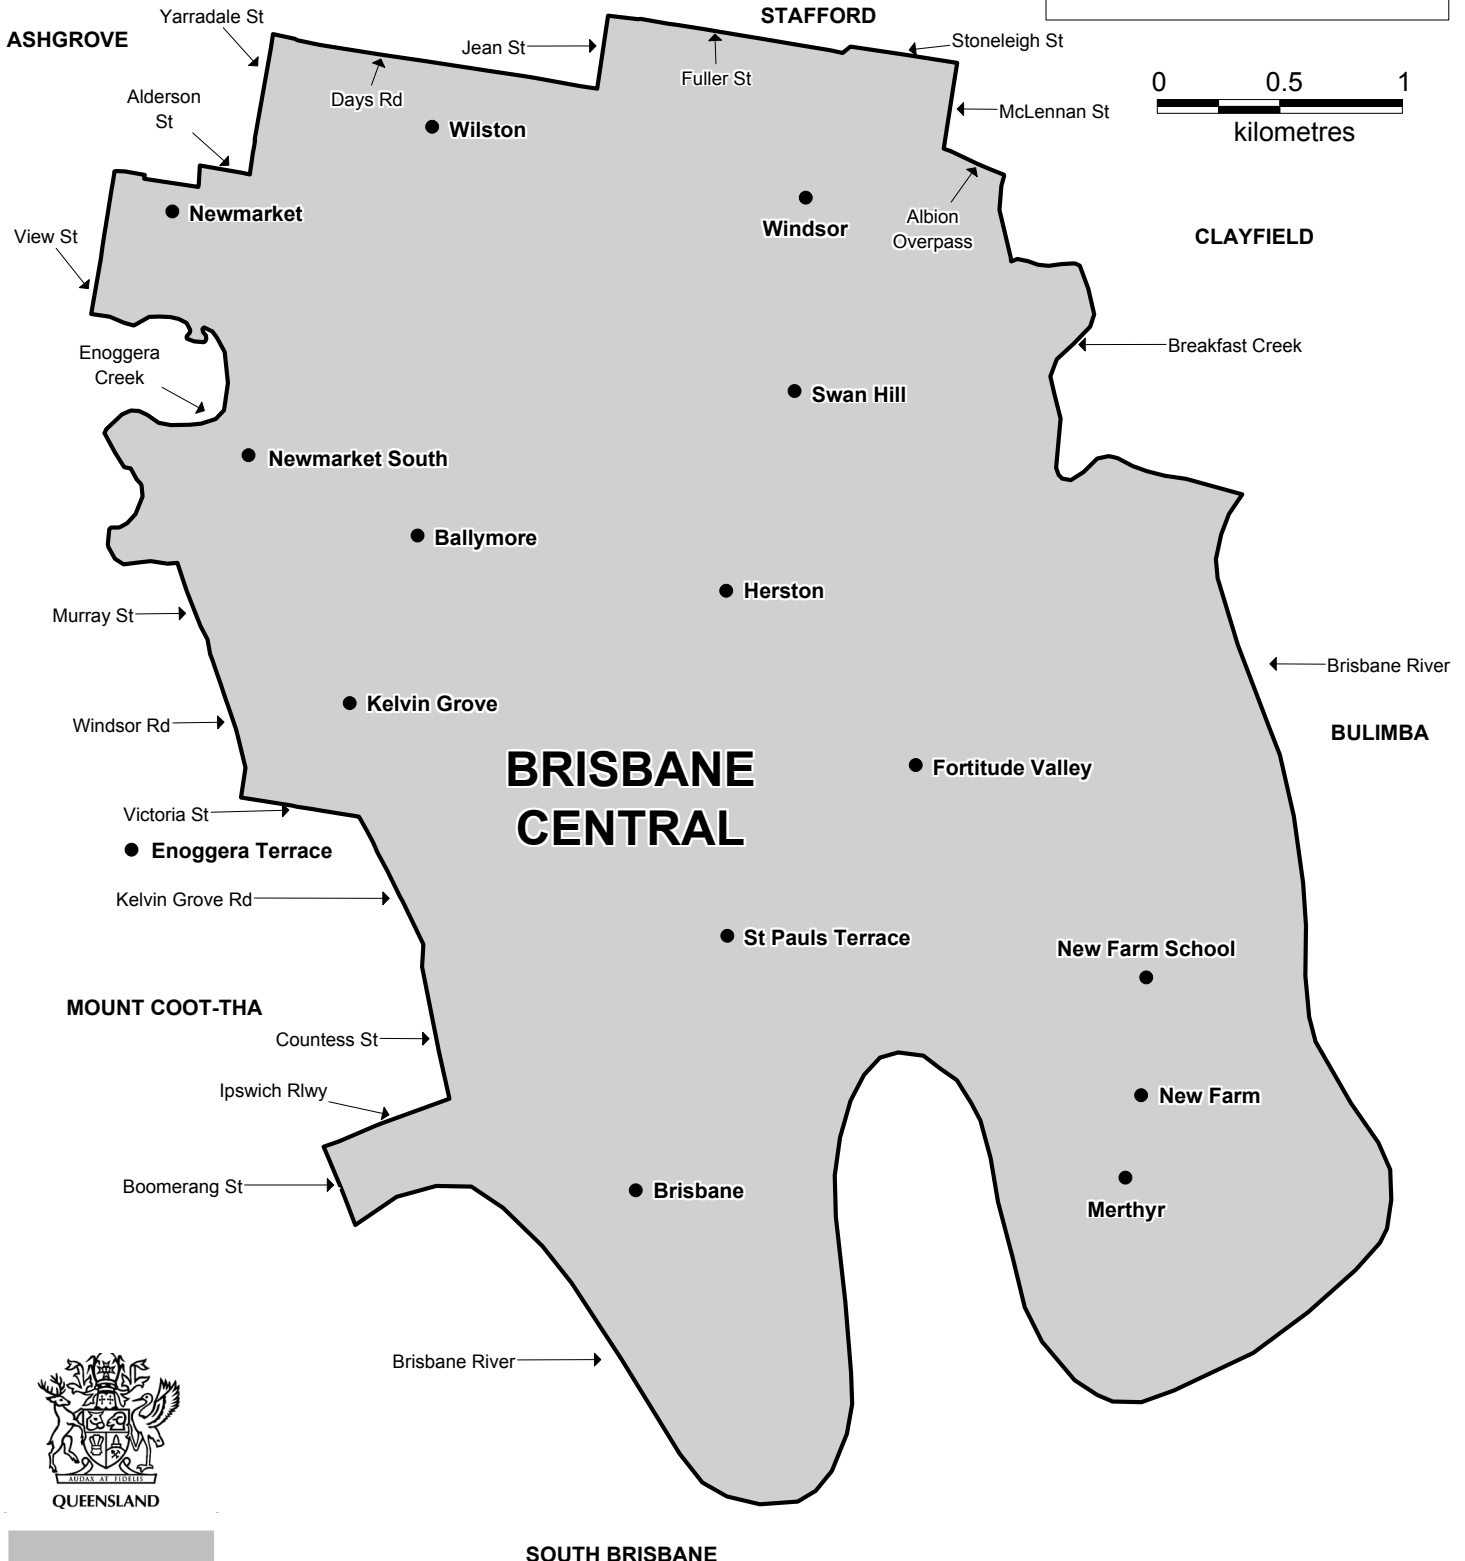 Yarradale St
STAFFORD
ASHGROVE
Jean St
Stoneleigh St
Fuller St
0 0.5 1
kilometres
Alderson
St
Days Rd
McLennan St
Wilston
Newmarket
Windsor
Albion
Overpass
View St
CLAYFIELD
Enoggera
Creek
Breakfast Creek
Swan Hill
Newmarket South
Ballymore
Herston
Murray St
Brisbane River
Kelvin Grove
Windsor Rd
BULIMBA
BRISBANE
CENTRAL
Fortitude Valley
Victoria St
Enoggera Terrace
Kelvin Grove Rd
St Pauls Terrace
New Farm School
MOUNT COOT-THA
Countess St
Ipswich Rlwy
New Farm
Boomerang St
Brisbane
Merthyr
Brisbane River
AUDAX AT FIDELIS
QUEENSLAND
SOUTH BRISBANE